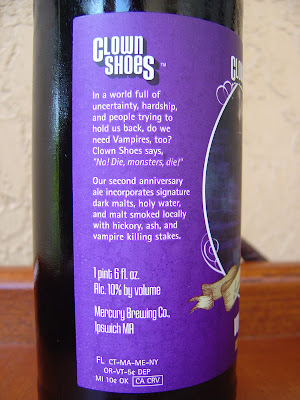 CLOWN
SHOES ™
In a world full of
uncertainty, hardship,
and people trying to
hold us back, do we
need Vampires, too?
Clown Shoes says,
"No! Die, monsters, die!"
Our second anniversary
ale incorporates signature
dark malts, holy water,
and malt smoked locally
with hickory, ash, and
vampire killing stakes.
1 pint 6 fl. oz.
Alc. 10% by volume
Mercury Brewing Co.,
Ipswich MA
FL CT-MA-ME-NY
OR-VT-5¢ DEP
MI 10¢ OK CA CRV